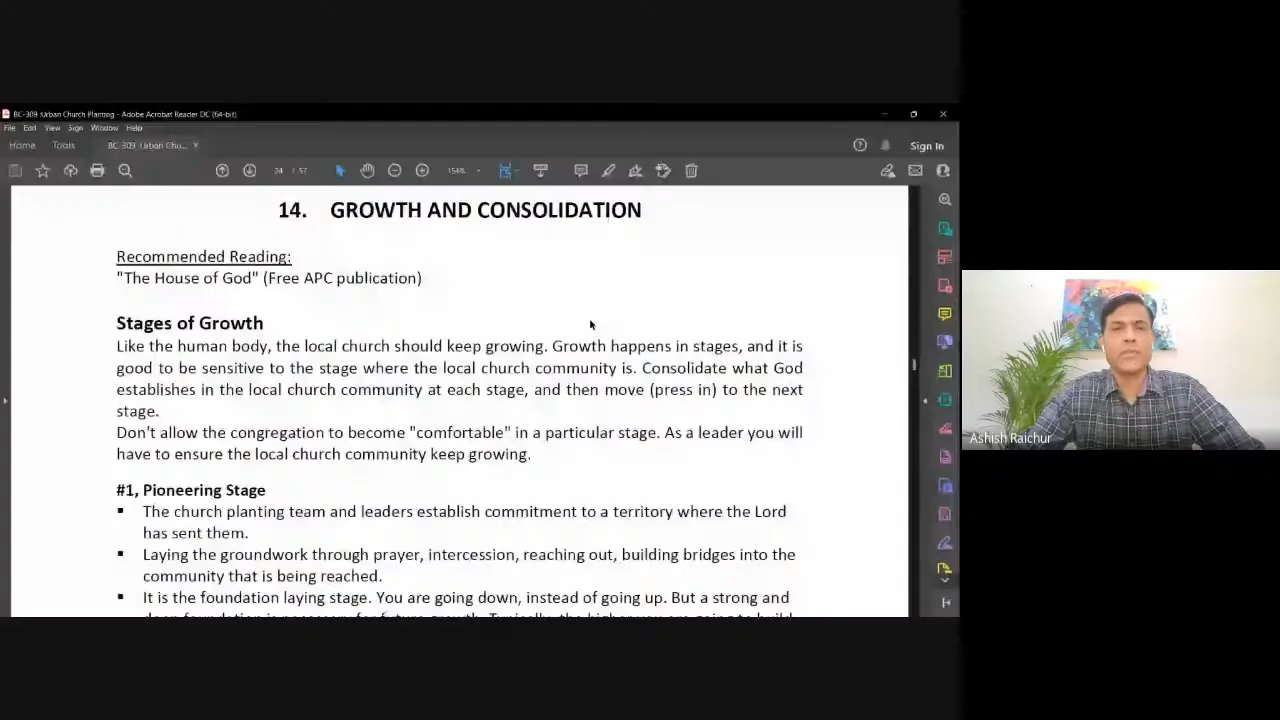 BC-309 :Urban Church Planting - Adobe Acrobat Reader DC (64-bit)
File Edit View Sign Window Help
Home Tools BC-309 :Urban Chu... ×
Sign In
24 / 57
154%
14. GROWTH AND CONSOLIDATION
Recommended Reading:
"The House of God" (Free APC publication)
Stages of Growth
Like the human body, the local church should keep growing. Growth happens in stages, and it is
good to be sensitive to the stage where the local church community is. Consolidate what God
establishes in the local church community at each stage, and then move (press in) to the next
stage.
Don't allow the congregation to become "comfortable" in a particular stage. As a leader you will
have to ensure the local church community keep growing.
#1, Pioneering Stage
▪ The church planting team and leaders establish commitment to a territory where the Lord
has sent them.
▪ Laying the groundwork through prayer, intercession, reaching out, building bridges into the
community that is being reached.
▪ It is the foundation laying stage. You are going down, instead of going up. But a strong and
Ashish Raichur